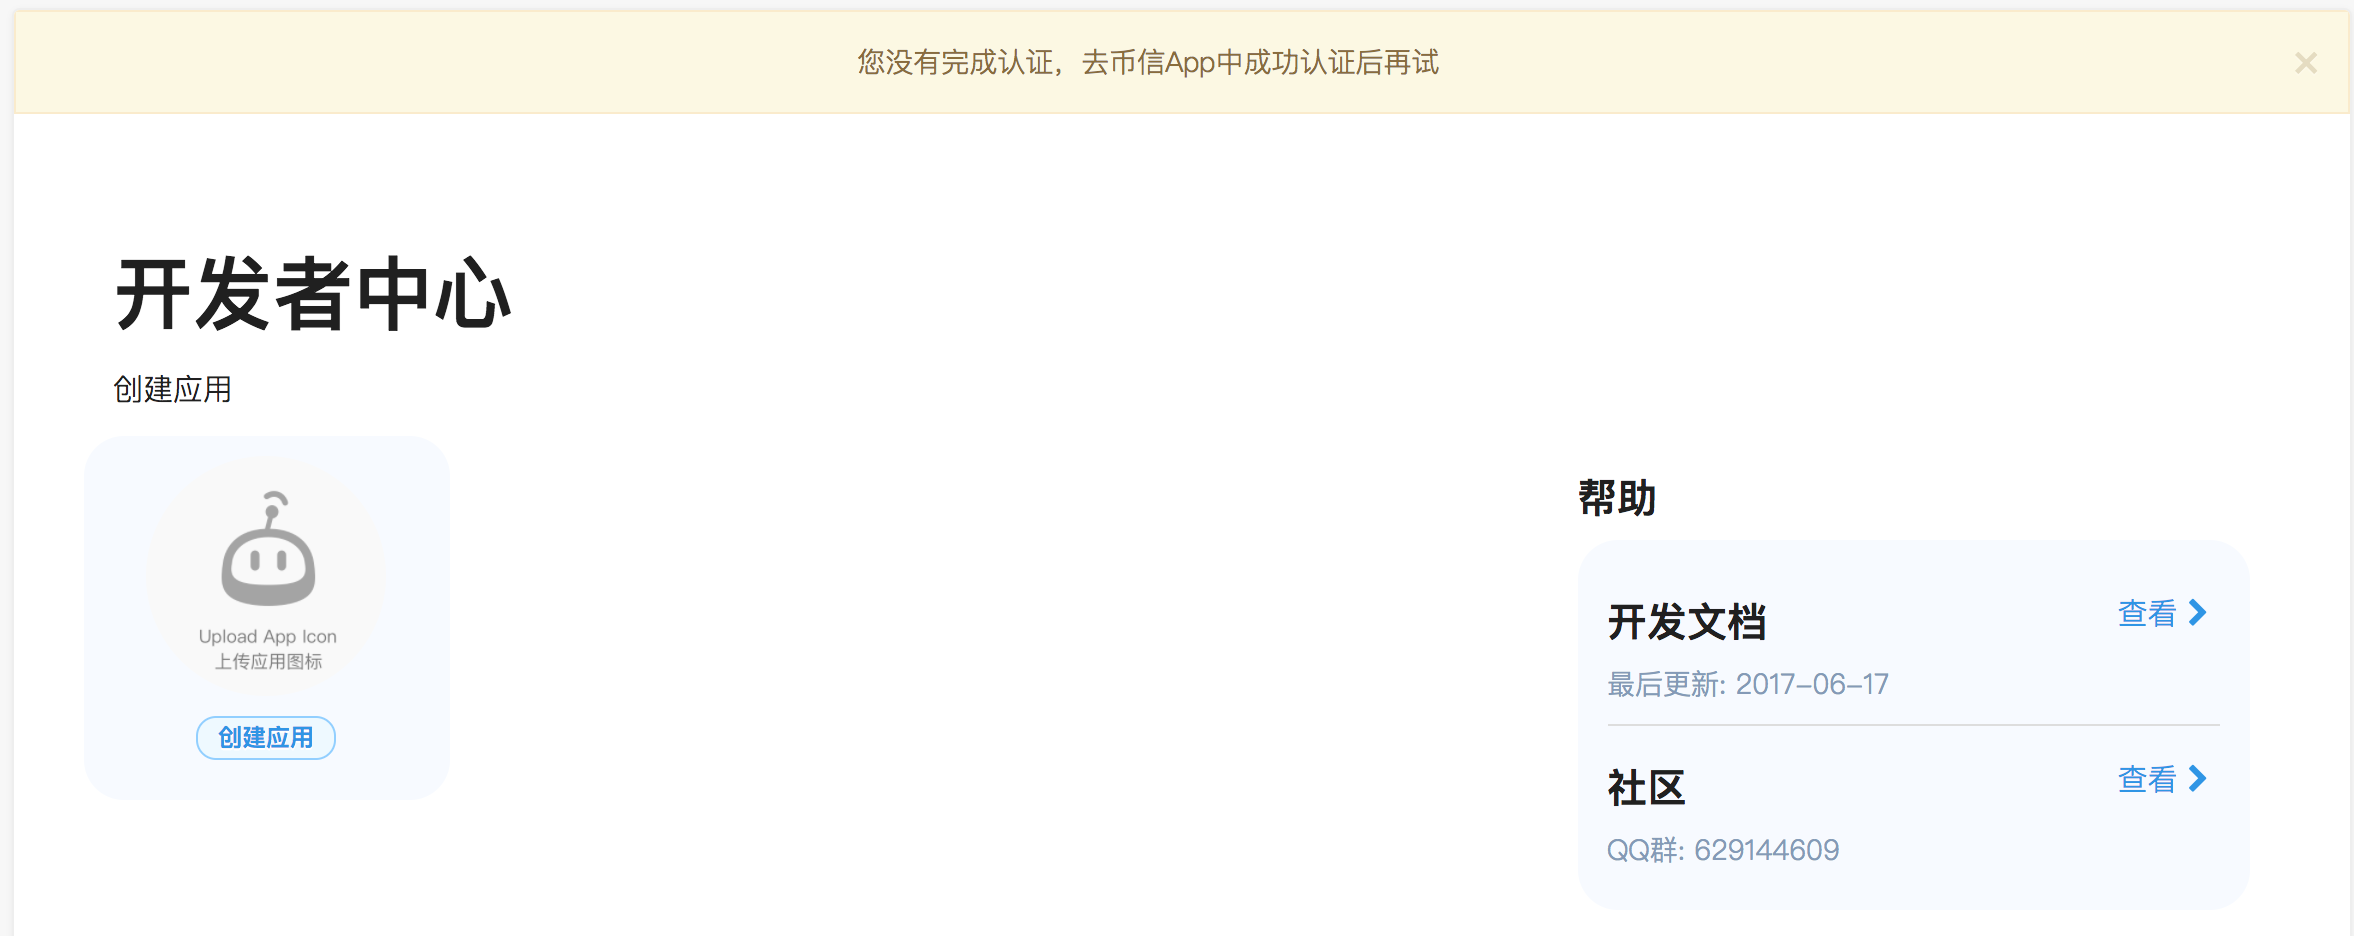 您没有完成认证，去币信App中成功认证后再试
×
开发者中心
创建应用
Upload App Icon
上传应用图标
创建应用
帮助
开发文档
查看
最后更新: 2017-06-17
社区
查看
QQ群: 629144609